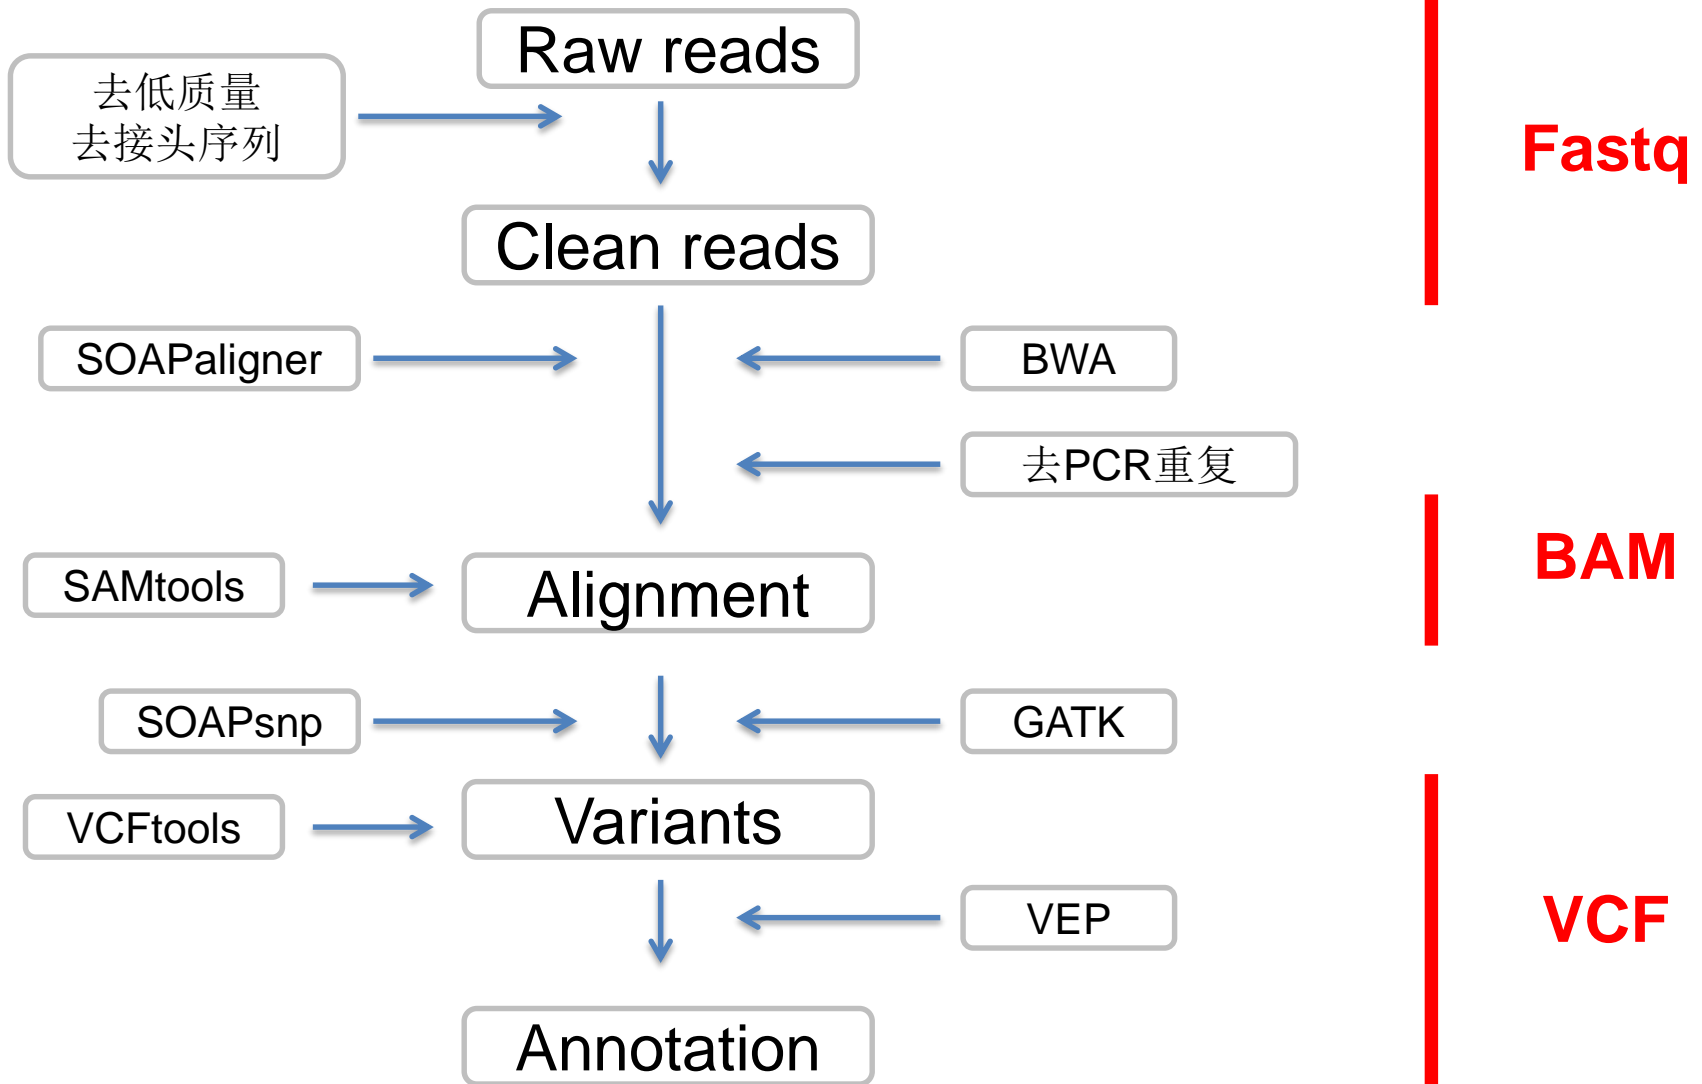 Raw reads
去低质量
去接头序列
Fastq
Clean reads
SOAPaligner
BWA
去PCR重复
SAMtools
Alignment
BAM
SOAPsnp
GATK
VCFtools
Variants
VEP
VCF
Annotation